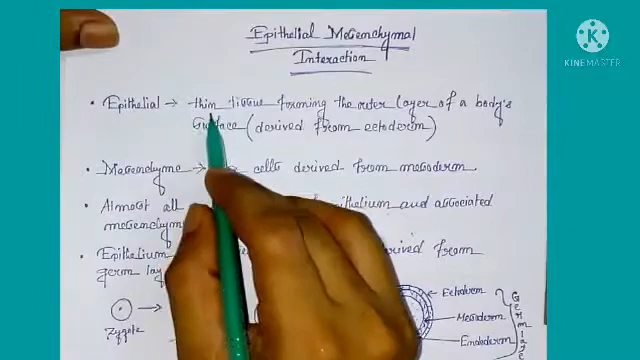 Epithelial Mesenchymal
Interaction
• Epithelial → thin tissue forming the outer layer of a body's
surface (derived from ectoderm)
• Mesenchyme → cells derived from mesoderm.
• Almost all epithelium and associated
mesenchym
• Epithelium derived from
germ lay
Zygote
Ectoderm
Mesoderm
Endoderm
KINEMASTER